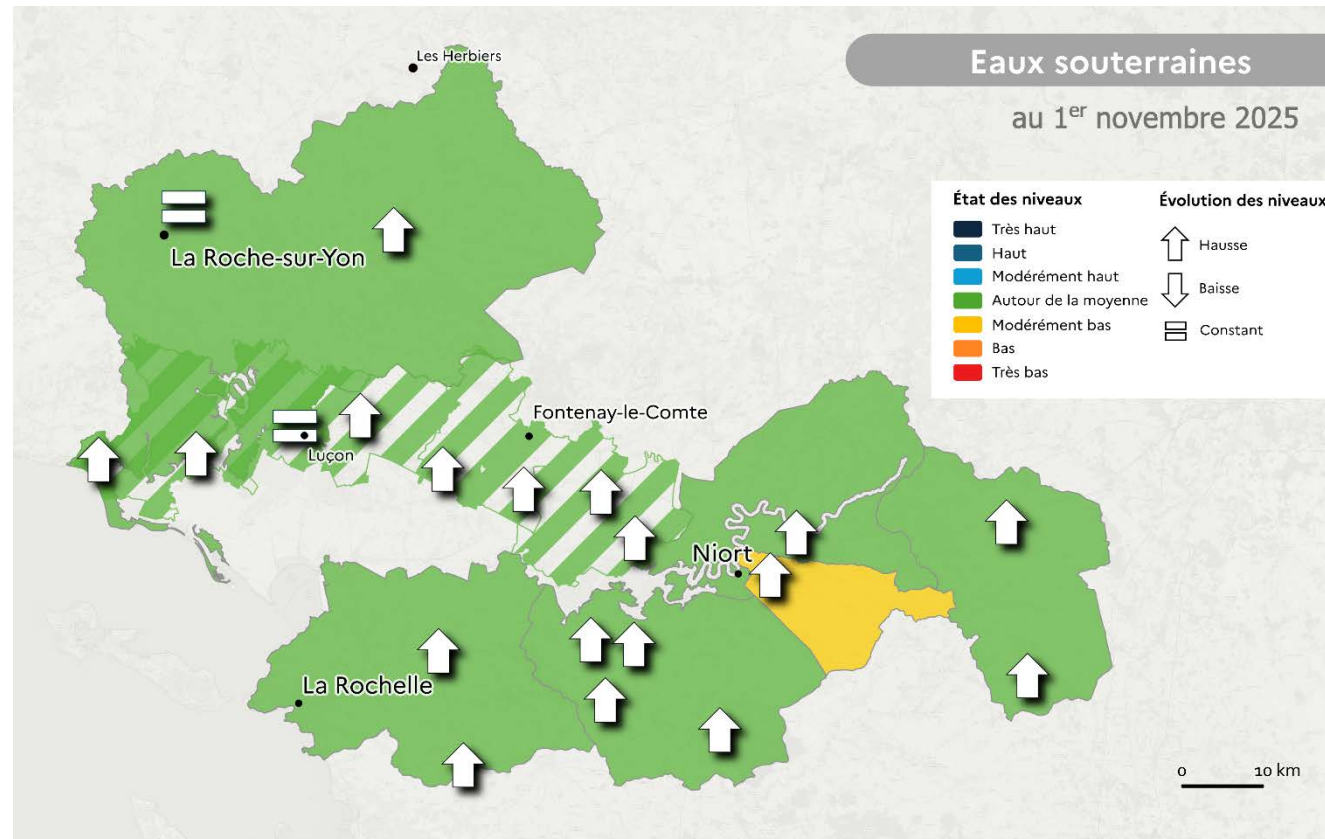 Eaux souterraines
au 1er novembre 2025
État des niveaux
Très haut
Haut
Modérément haut
Autour de la moyenne
Modérément bas
Bas
Très bas
Évolution des niveaux
Hausse
Baisse
Constant
Les Herbiers
La Roche-sur-Yon
Fontenay-le-Comte
Luçon
Niort
La Rochelle
0 10 km